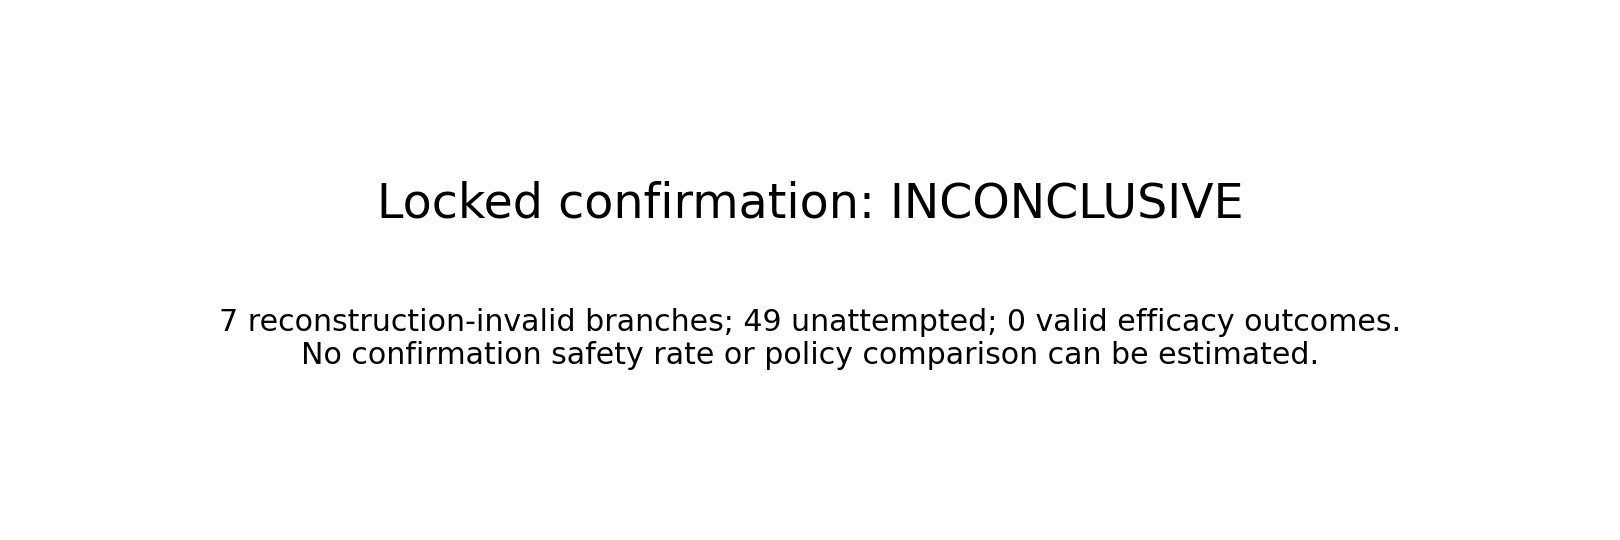 Locked confirmation: INCONCLUSIVE
7 reconstruction-invalid branches; 49 unattempted; 0 valid efficacy outcomes.
No confirmation safety rate or policy comparison can be estimated.